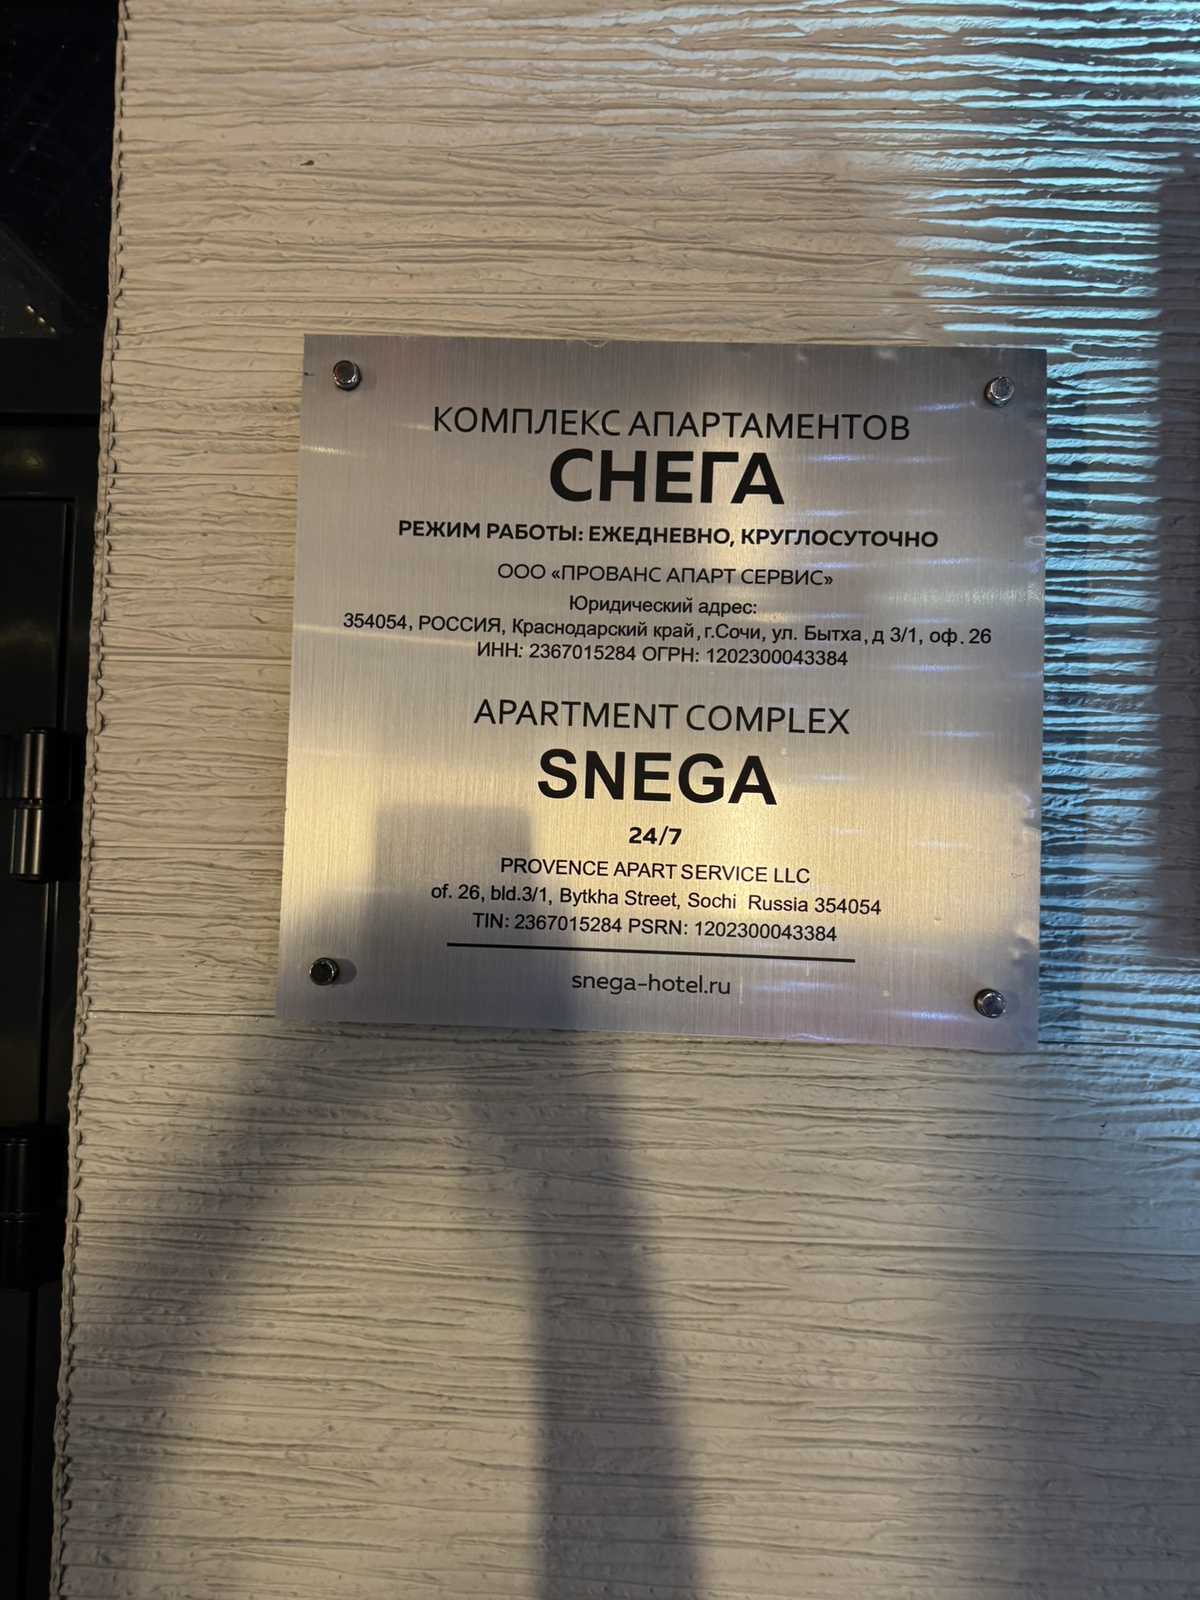 КОМПЛЕКС АПАРТАМЕНТОВ
СНЕГА
РЕЖИМ РАБОТЫ: ЕЖЕДНЕВНО, КРУГЛОСУТОЧНО
ООО «ПРОВАНС АПАРТ СЕРВИС»
Юридический адрес:
354054, РОССИЯ, Краснодарский край, г.Сочи, ул. Бытха, д 3/1, оф. 26
ИНН: 2367015284 ОГРН: 1202300043384
APARTMENT COMPLEX
SNEGA
24/7
PROVENCE APART SERVICE LLC
of. 26, bld.3/1, Bytkha Street, Sochi Russia 354054
TIN: 2367015284 PSRN: 1202300043384
snega-hotel.ru